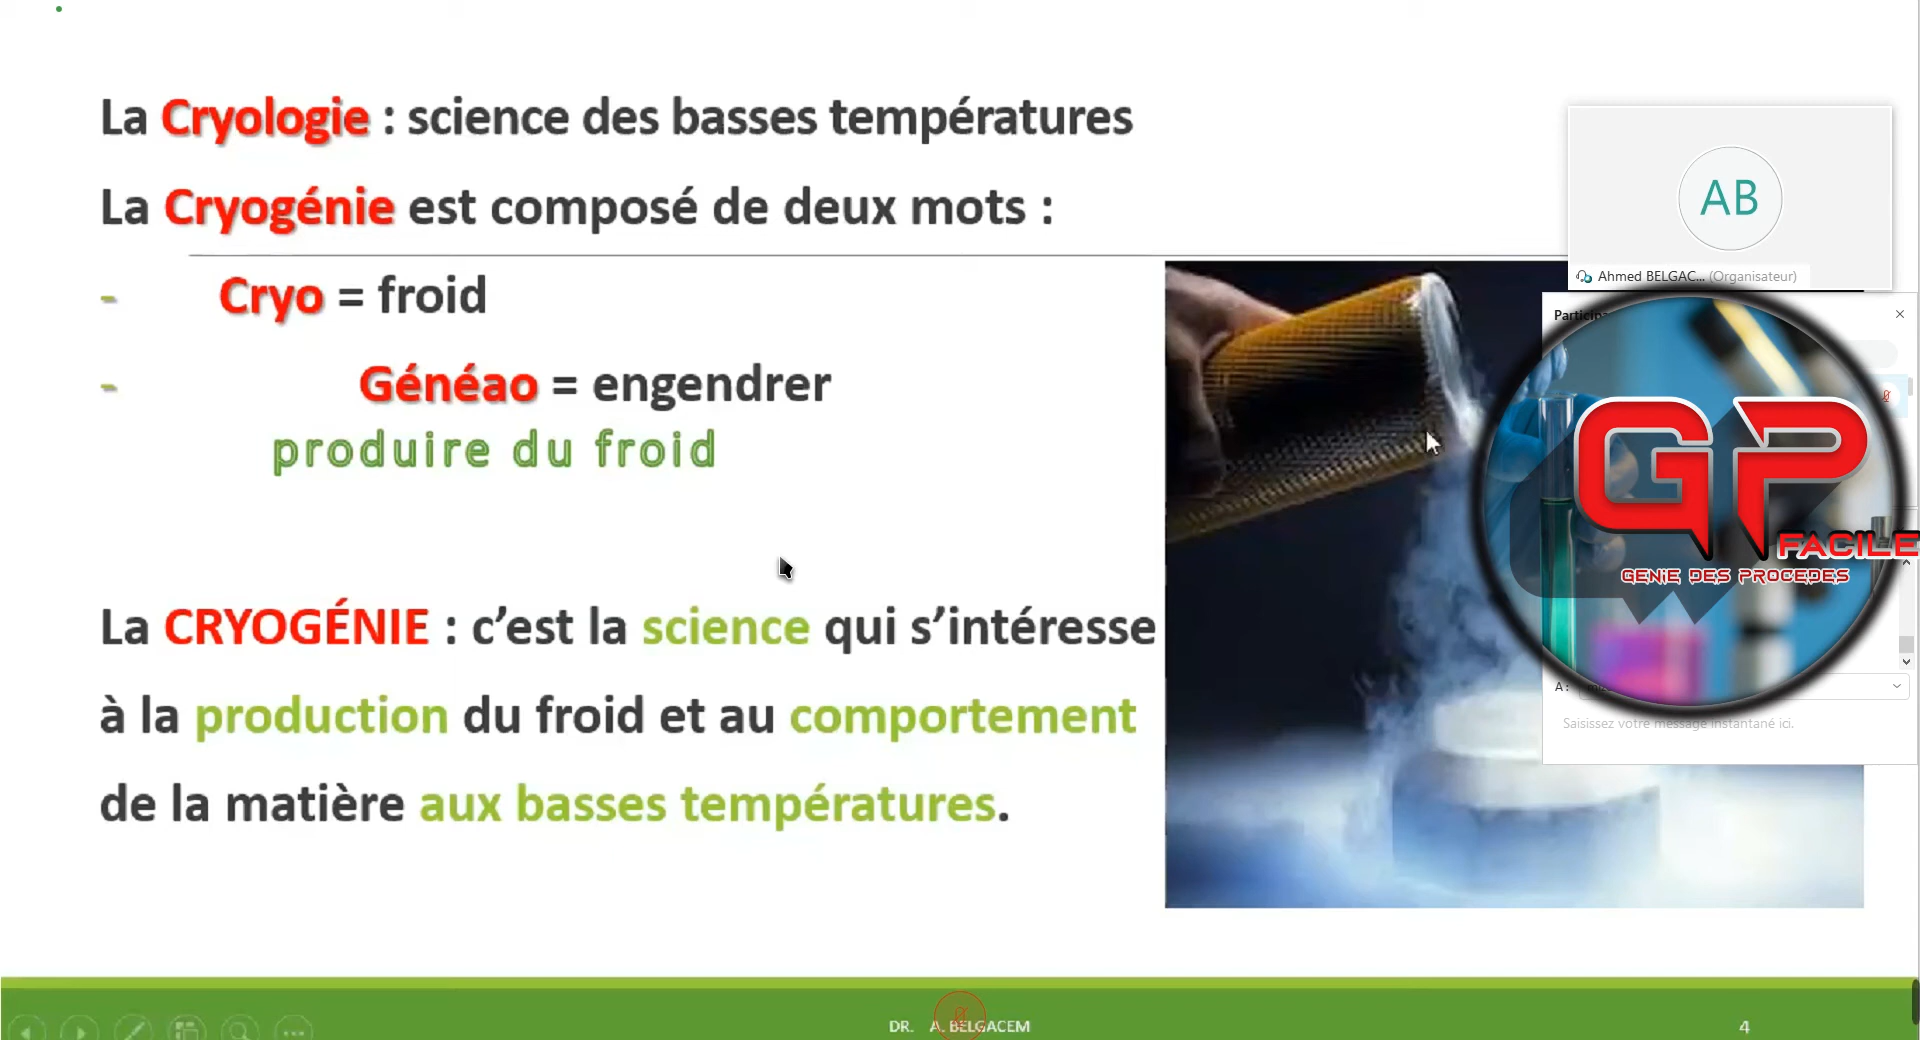 La Cryologie : science des basses températures
La Cryogénie est composé de deux mots :
- Cryo = froid
- Généao = engendrer
produire du froid
La CRYOGÉNIE : c’est la science qui s’intéresse
à la production du froid et au comportement
de la matière aux basses températures.
AB
Ahmed BELGAC... (Organisateur)
GP
FACILE
GENIE DES PROCEDES
A :
Saisissez votre message instantané ici.
DR. A. BELGACEM
4